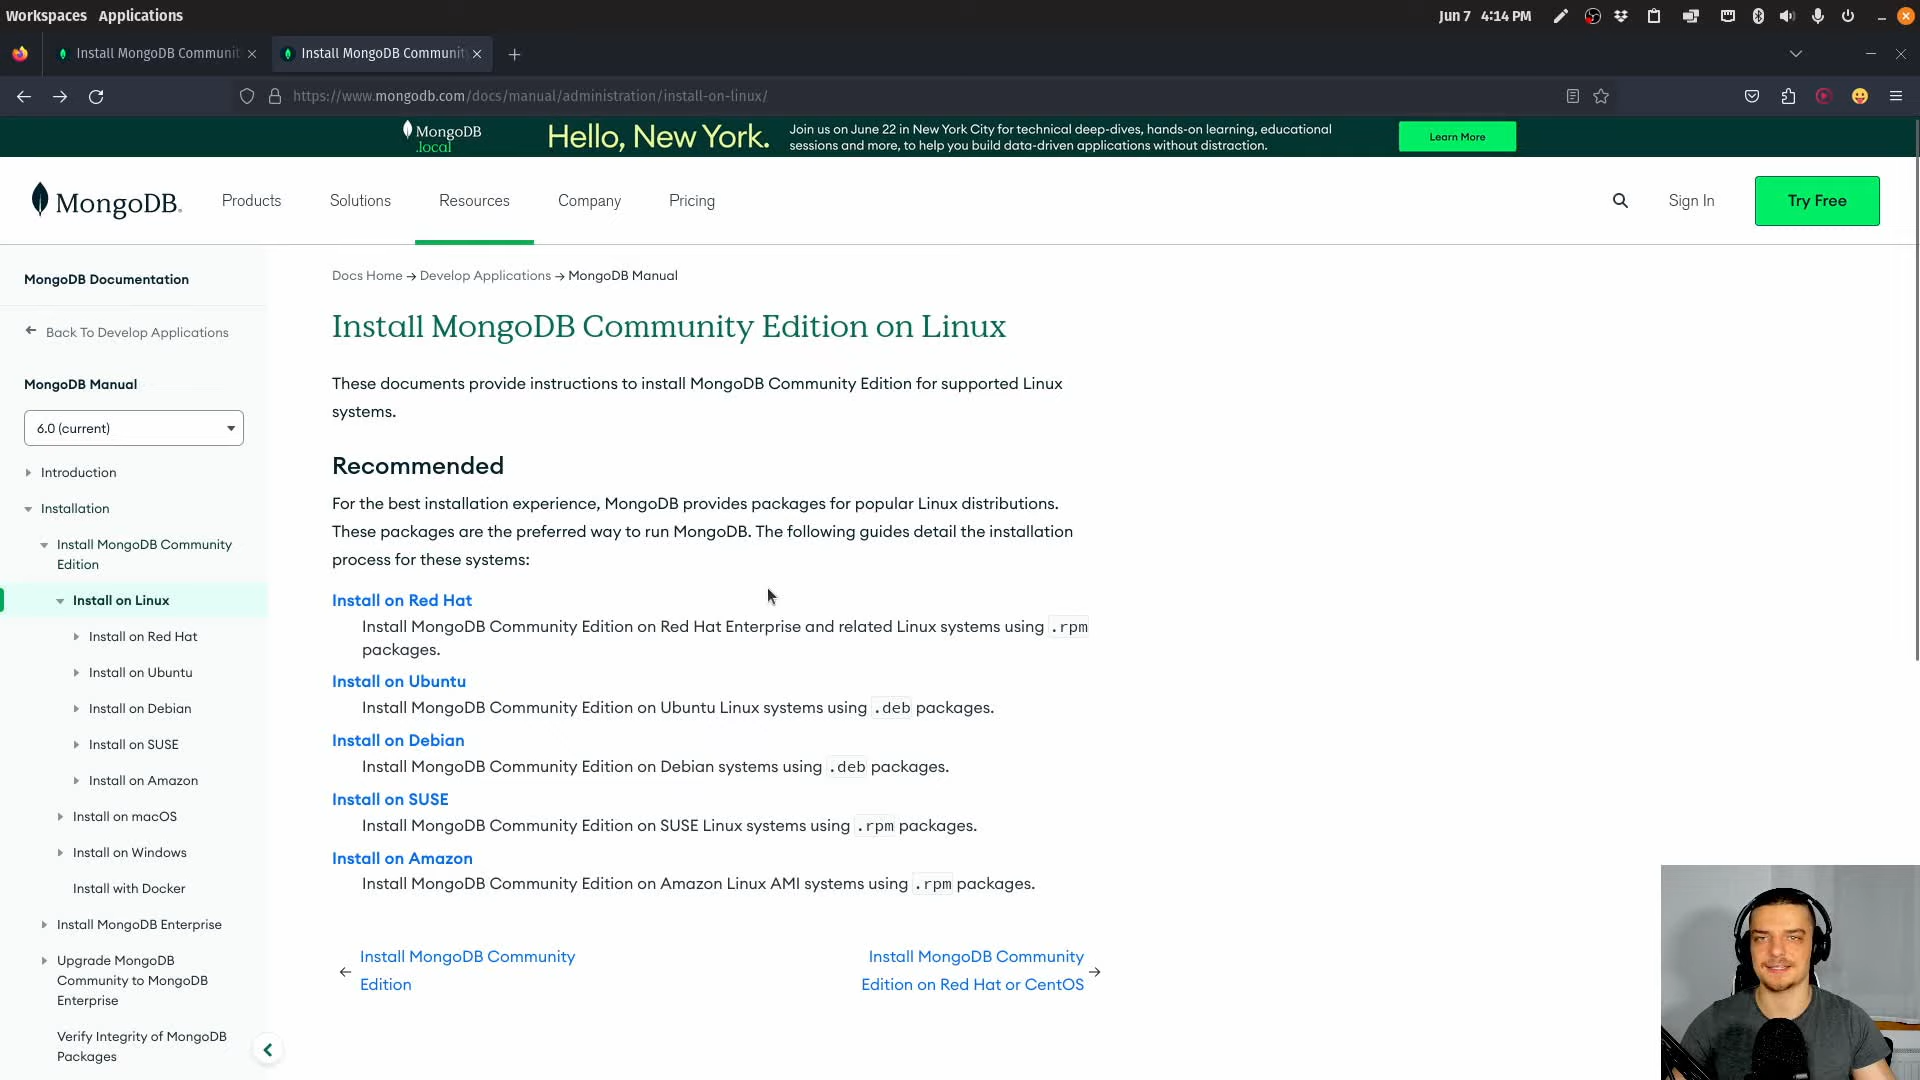 Workspaces Applications
Jun 7 4:14 PM
Install MongoDB Communit
Install MongoDB Communit
https://www.mongodb.com/docs/manual/administration/install-on-linux/
MongoDB
.local
Hello, New York.
Join us on June 22 in New York City for technical deep-dives, hands-on learning, educational
sessions and more, to help you build data-driven applications without distraction.
Learn More
MongoDB.
Products
Solutions
Resources
Company
Pricing
Sign In
Try Free
MongoDB Documentation
Back To Develop Applications
MongoDB Manual
6.0 (current)
Introduction
Installation
Install MongoDB Community
Edition
Install on Linux
Install on Red Hat
Install on Ubuntu
Install on Debian
Install on SUSE
Install on Amazon
Install on macOS
Install on Windows
Install with Docker
Install MongoDB Enterprise
Upgrade MongoDB
Community to MongoDB
Enterprise
Verify Integrity of MongoDB
Packages
Docs Home → Develop Applications → MongoDB Manual
Install MongoDB Community Edition on Linux
These documents provide instructions to install MongoDB Community Edition for supported Linux
systems.
Recommended
For the best installation experience, MongoDB provides packages for popular Linux distributions.
These packages are the preferred way to run MongoDB. The following guides detail the installation
process for these systems:
Install on Red Hat
Install MongoDB Community Edition on Red Hat Enterprise and related Linux systems using .rpm
packages.
Install on Ubuntu
Install MongoDB Community Edition on Ubuntu Linux systems using .deb packages.
Install on Debian
Install MongoDB Community Edition on Debian systems using .deb packages.
Install on SUSE
Install MongoDB Community Edition on SUSE Linux systems using .rpm packages.
Install on Amazon
Install MongoDB Community Edition on Amazon Linux AMI systems using .rpm packages.
← Install MongoDB Community
Edition
Install MongoDB Community
Edition on Red Hat or CentOS →